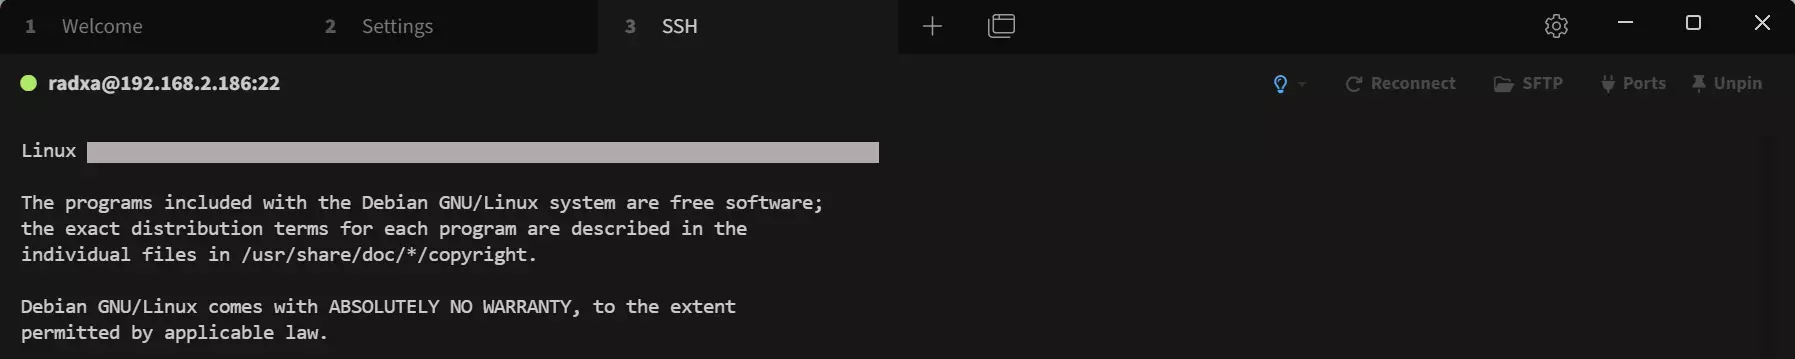 1 Welcome 2 Settings 3 SSH
radxa@192.168.2.186:22 Reconnect SFTP Ports Unpin
Linux
The programs included with the Debian GNU/Linux system are free software;
the exact distribution terms for each program are described in the
individual files in /usr/share/doc/*/copyright.
Debian GNU/Linux comes with ABSOLUTELY NO WARRANTY, to the extent
permitted by applicable law.